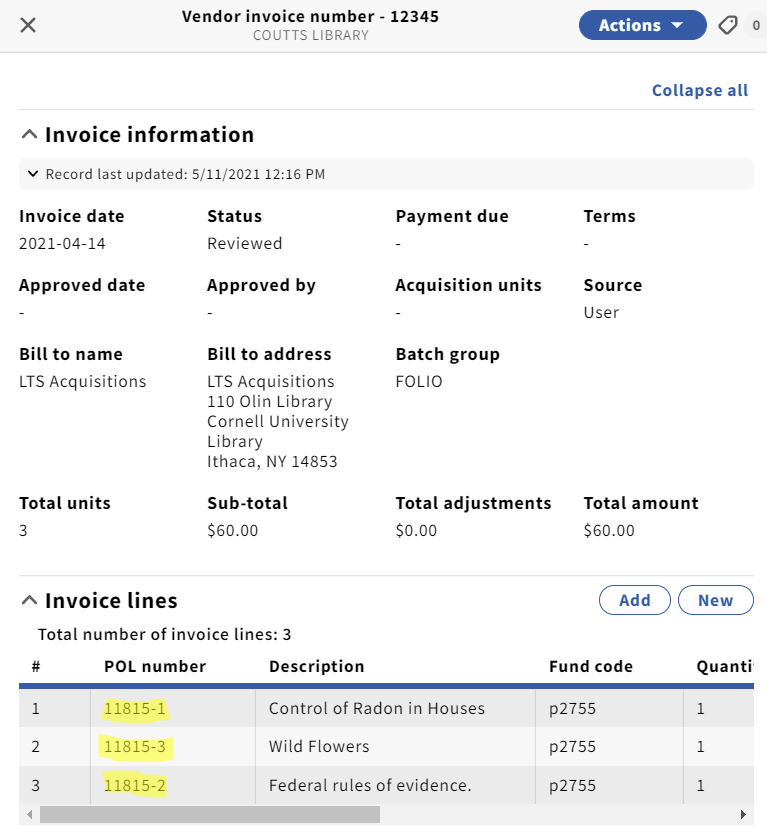 Vendor invoice number - 12345
COUTTS LIBRARY
Actions
0
Collapse all
Invoice information
Record last updated: 5/11/2021 12:16 PM
Invoice date Status Payment due Terms
2021-04-14 Reviewed - -
Approved date Approved by Acquisition units Source
- - - User
Bill to name Bill to address Batch group
LTS Acquisitions LTS Acquisitions FOLIO
110 Olin Library
Cornell University
Library
Ithaca, NY 14853
Total units Sub-total Total adjustments Total amount
3 $60.00 $0.00 $60.00
Invoice lines Add New
Total number of invoice lines: 3
# POL number Description Fund code Quanti
1 11815-1 Control of Radon in Houses p2755 1
2 11815-3 Wild Flowers p2755 1
3 11815-2 Federal rules of evidence. p2755 1